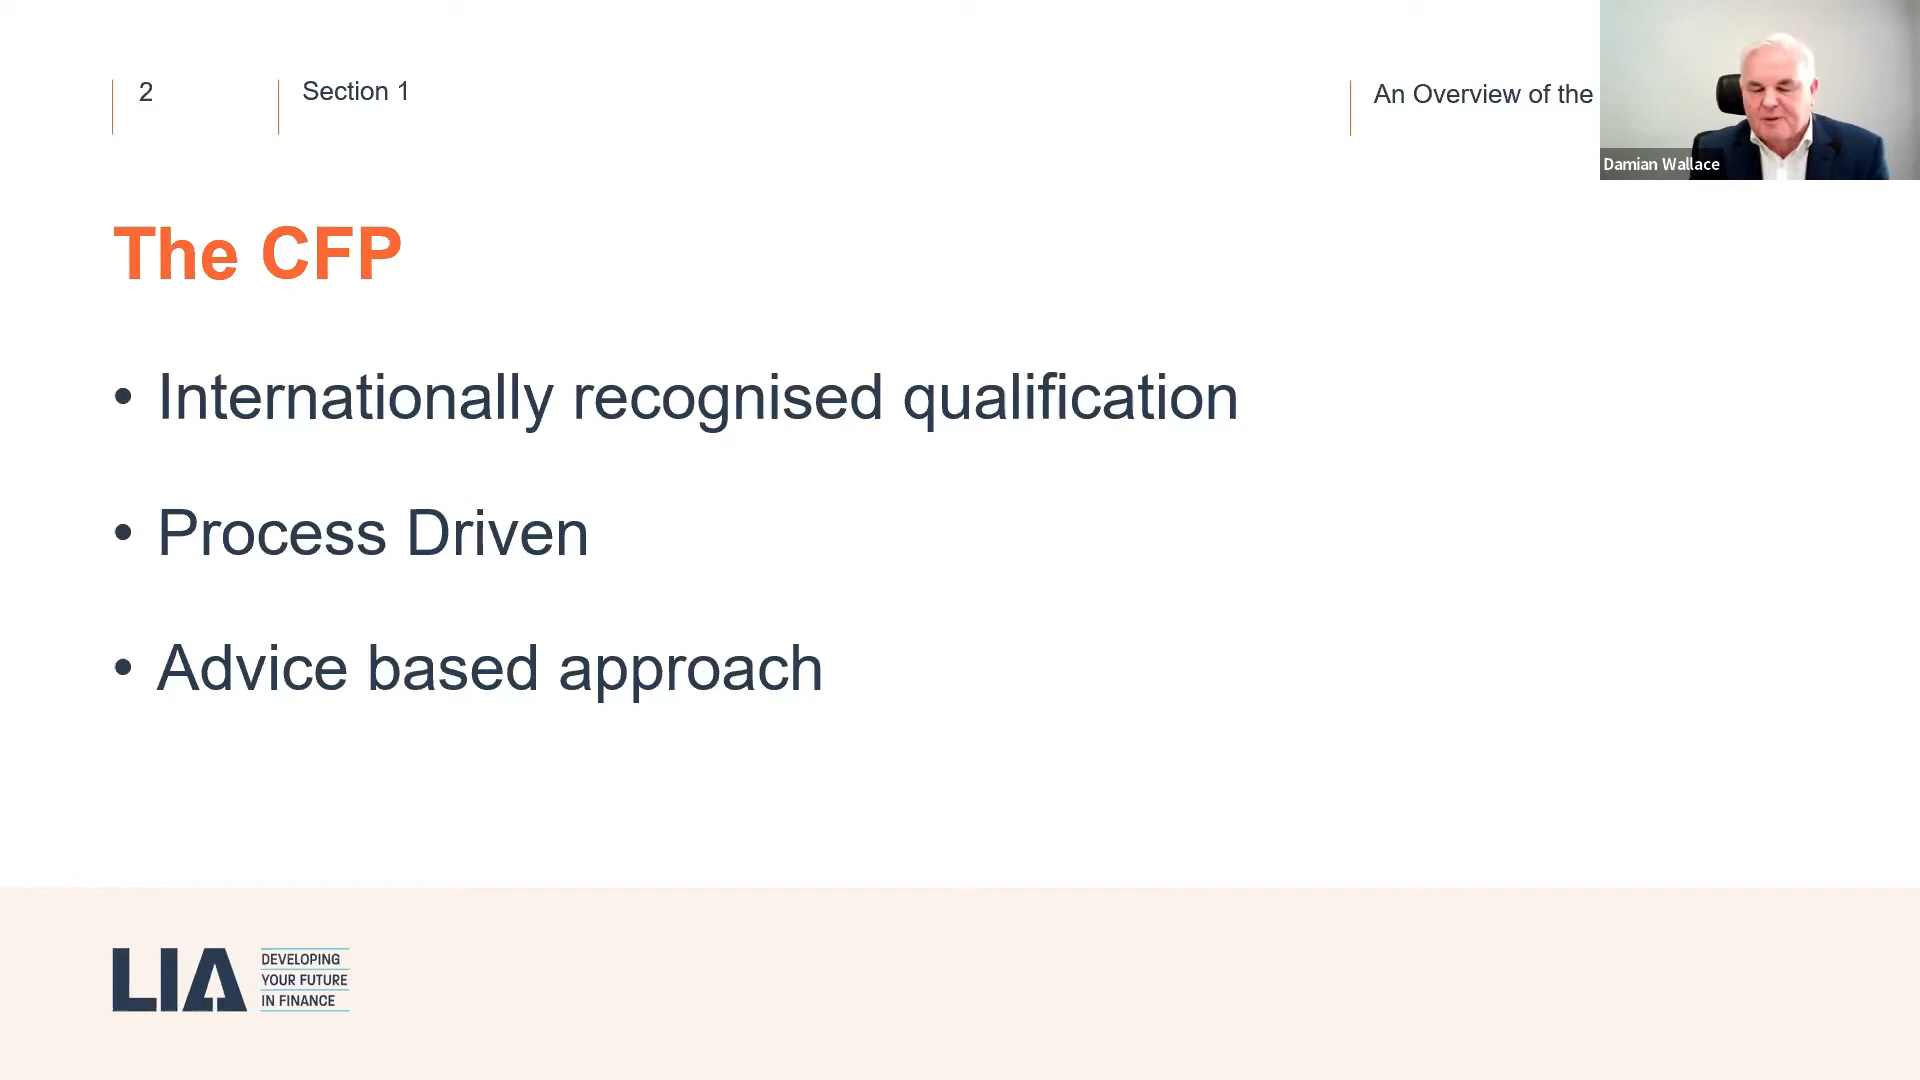 2
Section 1
An Overview of the
Damian Wallace
The CFP
• Internationally recognised qualification
• Process Driven
• Advice based approach
LIA
DEVELOPING
YOUR FUTURE
IN FINANCE